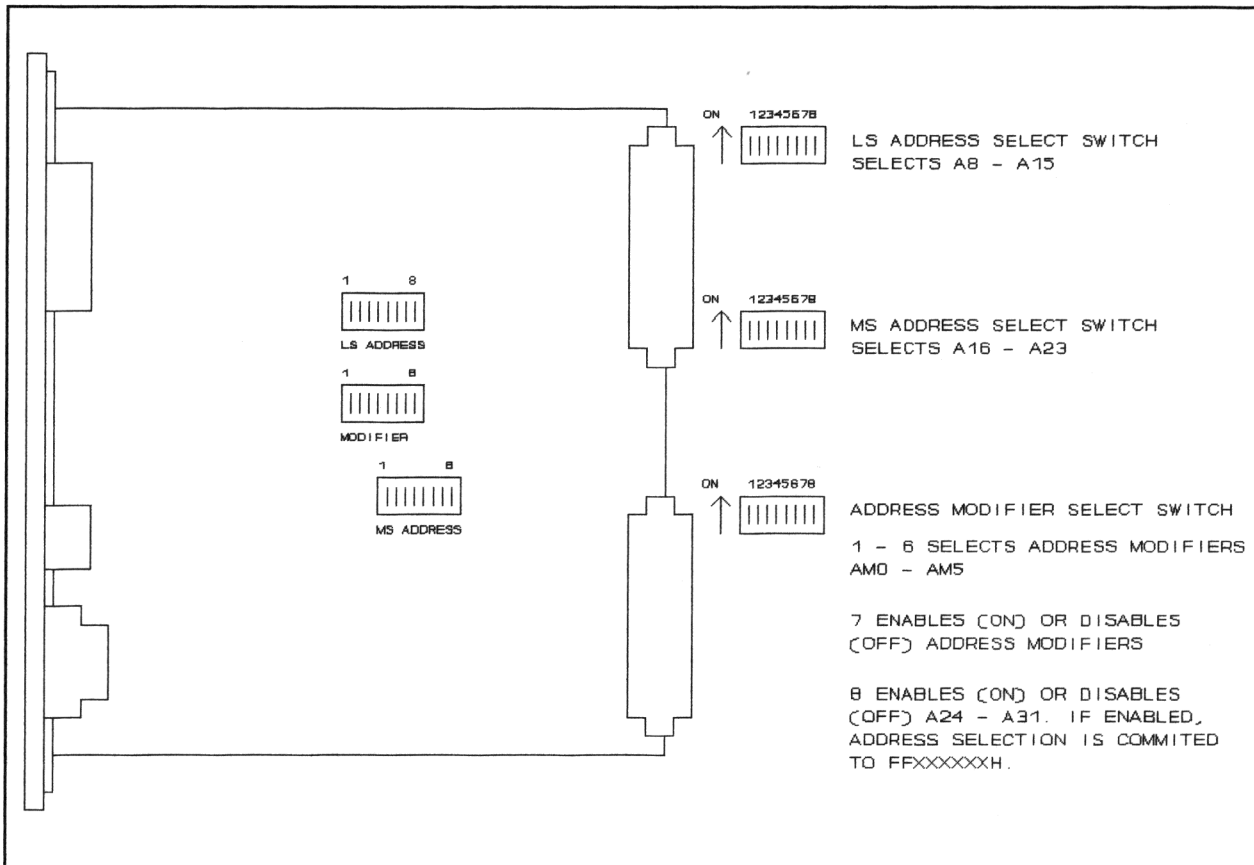 1 8
LS ADDRESS
1 8
MODIFIER
1 8
MS ADDRESS
ON 12345678
LS ADDRESS SELECT SWITCH
SELECTS A8 - A15
ON 12345678
MS ADDRESS SELECT SWITCH
SELECTS A16 - A23
ON 12345678
ADDRESS MODIFIER SELECT SWITCH
1 - 6 SELECTS ADDRESS MODIFIERS
AM0 - AM5
7 ENABLES (ON) OR DISABLES
(OFF) ADDRESS MODIFIERS
8 ENABLES (ON) OR DISABLES
(OFF) A24 - A31. IF ENABLED,
ADDRESS SELECTION IS COMMITED
TO FFXXXXXXH.